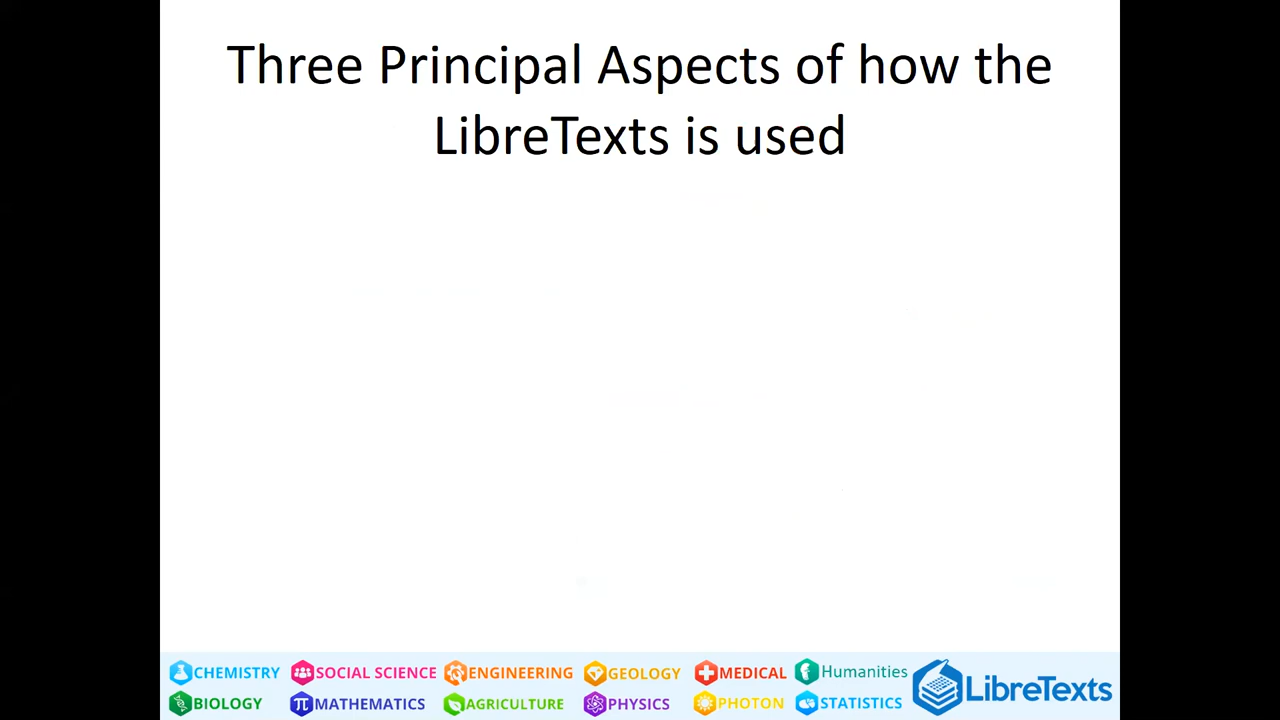 Three Principal Aspects of how the
LibreTexts is used
CHEMISTRY SOCIAL SCIENCE ENGINEERING GEOLOGY MEDICAL Humanities
BIOLOGY MATHEMATICS AGRICULTURE PHYSICS PHOTON STATISTICS
LibreTexts